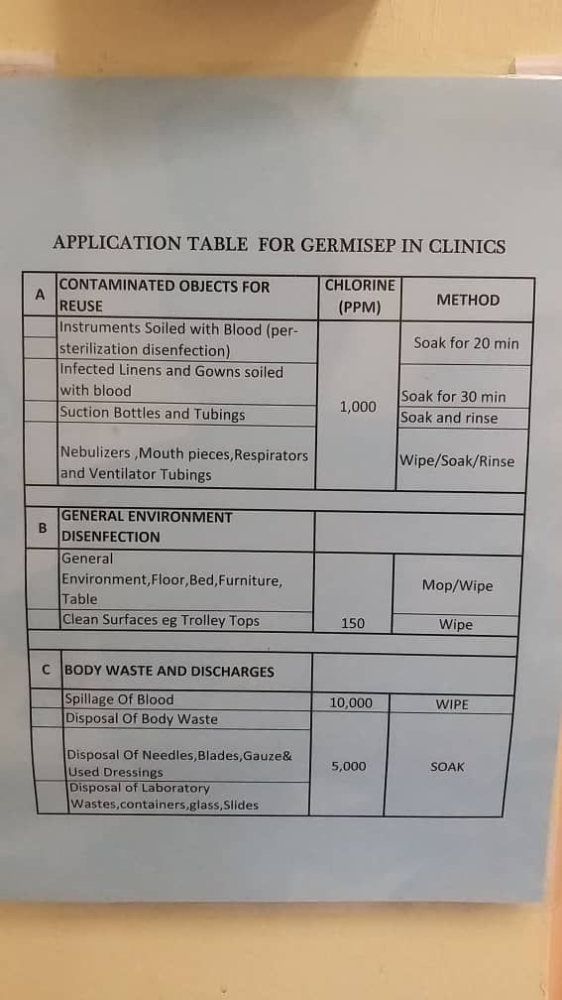 APPLICATION TABLE FOR GERMISEP IN CLINICS
A
CONTAMINATED OBJECTS FOR
REUSE
CHLORINE
(PPM)
METHOD
Instruments Soiled with Blood (per-
sterilization disenfection)
Soak for 20 min
Infected Linens and Gowns soiled
with blood
1,000
Soak for 30 min
Suction Bottles and Tubings
Soak and rinse
Nebulizers ,Mouth pieces,Respirators
and Ventilator Tubings
Wipe/Soak/Rinse
B
GENERAL ENVIRONMENT
DISENFECTION
General
Environment,Floor,Bed,Furniture,
Table
Mop/Wipe
Clean Surfaces eg Trolley Tops
150
Wipe
C
BODY WASTE AND DISCHARGES
Spillage Of Blood
10,000
WIPE
Disposal Of Body Waste
Disposal Of Needles,Blades,Gauze&
Used Dressings
5,000
SOAK
Disposal of Laboratory
Wastes,containers,glass,Slides